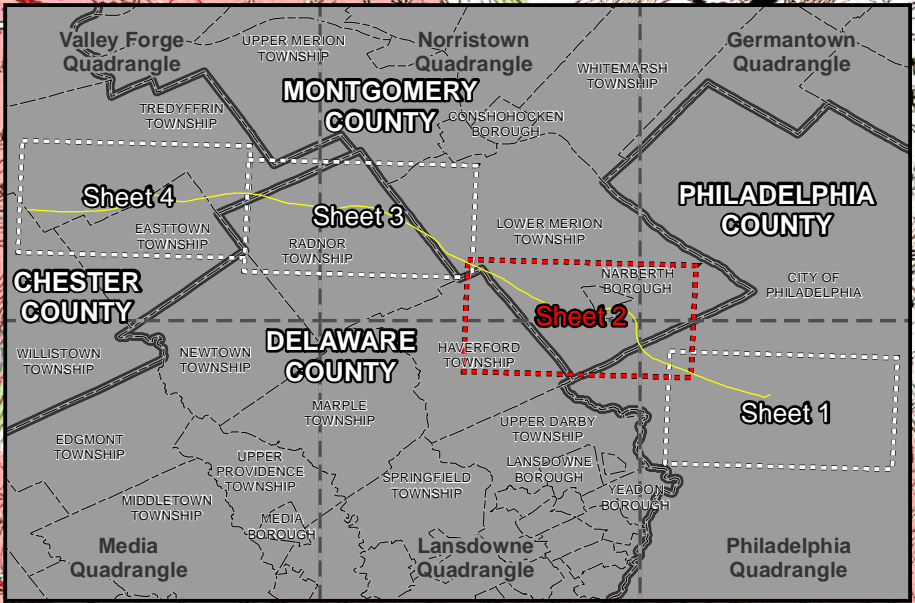 Valley Forge
Quadrangle
UPPER MERION
TOWNSHIP
Norristown
Quadrangle
Germantown
Quadrangle
WHITEMARSH
TOWNSHIP
TREDYFFRIN
TOWNSHIP
MONTGOMERY
COUNTY
CONSHOHOCKEN
BOROUGH
Sheet 4
Sheet 3
PHILADELPHIA
COUNTY
EASTTOWN
TOWNSHIP
RADNOR
TOWNSHIP
LOWER MERION
TOWNSHIP
CHESTER
COUNTY
NARBERTH
BOROUGH
CITY OF
PHILADELPHIA
Sheet 2
DELAWARE
COUNTY
HAVERFORD
TOWNSHIP
WILLISTOWN
TOWNSHIP
NEWTOWN
TOWNSHIP
MARPLE
TOWNSHIP
Sheet 1
UPPER DARBY
TOWNSHIP
EDGMONT
TOWNSHIP
UPPER
PROVIDENCE
TOWNSHIP
SPRINGFIELD
TOWNSHIP
LANSDOWNE
BOROUGH
YEADON
BOROUGH
MIDDLETOWN
TOWNSHIP
MEDIA
BOROUGH
Media
Quadrangle
Lansdowne
Quadrangle
Philadelphia
Quadrangle